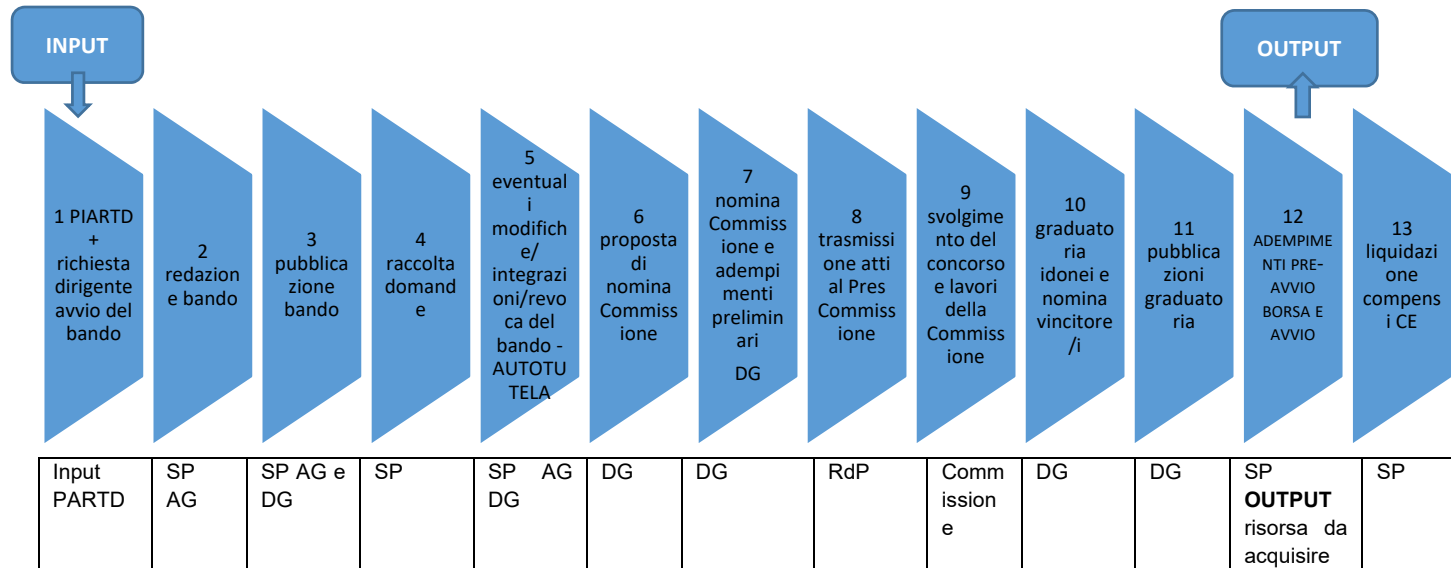 INPUT
OUTPUT
1 PIARTD
+
richiesta
dirigente
avvio del
bando
2
redazion
e bando
3
pubblica
zione
bando
4
raccolta
domand
e
5
eventual
i
modifich
e/
integrazi
oni/revo
ca del
bando -
AUTOTU
TELA
6
proposta
di
nomina
Commiss
ione
7
nomina
Commiss
ione e
adempi
menti
prelimin
ari
DG
8
trasmissi
one atti
al Pres
Commiss
ione
9
svolgime
nto del
concorso
e lavori
della
Commiss
ione
10
graduato
ria
idonei e
nomina
vincitore
/i
11
pubblica
zioni
graduato
ria
12
ADEMPIME
NTI PRE-
AVVIO
BORSA E
AVVIO
13
liquidazi
one
compens
i CE
Input
PARTD
SP
AG
SP AG e
DG
SP
SP AG
DG
DG
DG
RdP
Comm
ission
e
DG
DG
SP
OUTPUT
risorsa da
acquisire
SP